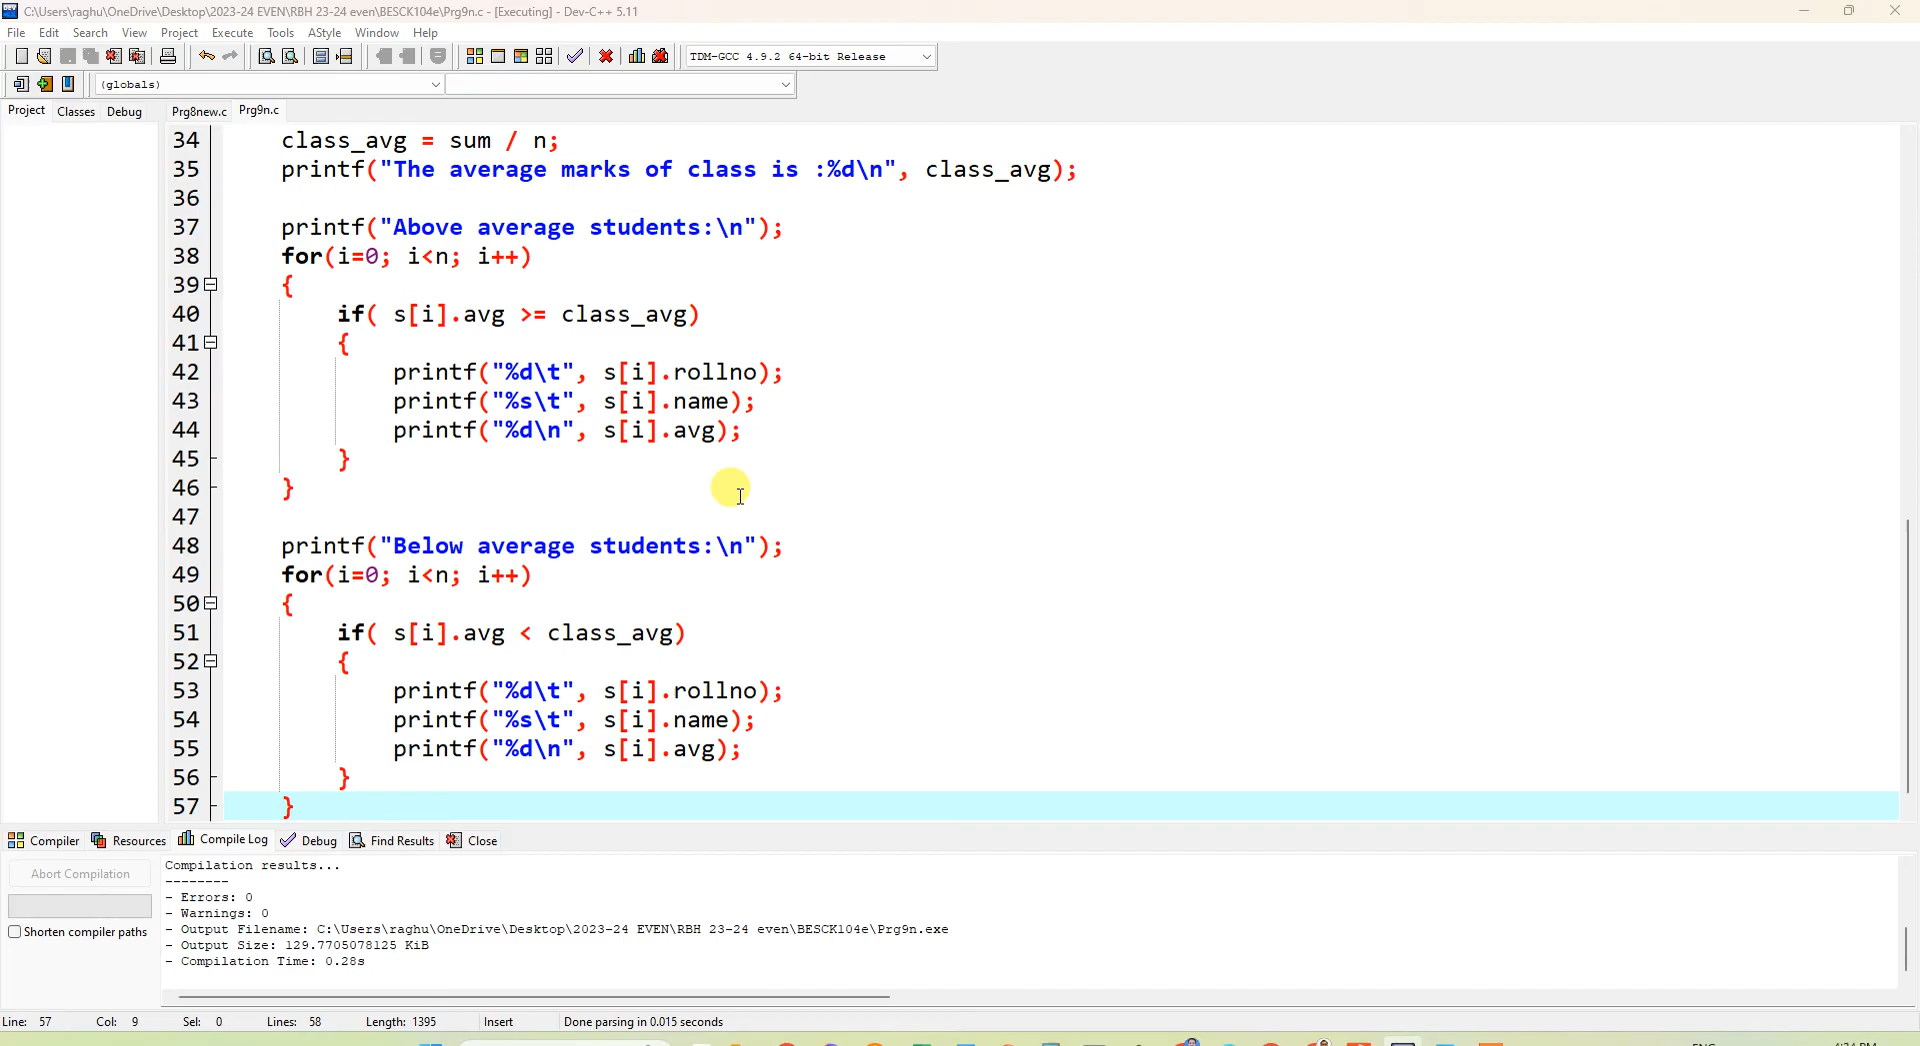 C:\Users\raghu\OneDrive\Desktop\2023-24 EVEN\RBH 23-24 even\BESCK104e\Prg9n.c - [Executing] - Dev-C++ 5.11
File Edit Search View Project Execute Tools AStyle Window Help
TDM-GCC 4.9.2 64-bit Release
(globals)
Project Classes Debug Prg8new.c Prg9n.c
34 class_avg = sum / n;
35 printf("The average marks of class is :%d\n", class_avg);
36
37 printf("Above average students:\n");
38 for(i=0; i<n; i++)
39 {
40 if( s[i].avg >= class_avg)
41 {
42 printf("%d\t", s[i].rollno);
43 printf("%s\t", s[i].name);
44 printf("%d\n", s[i].avg);
45 }
46 }
47
48 printf("Below average students:\n");
49 for(i=0; i<n; i++)
50 {
51 if( s[i].avg < class_avg)
52 {
53 printf("%d\t", s[i].rollno);
54 printf("%s\t", s[i].name);
55 printf("%d\n", s[i].avg);
56 }
57 }
Compiler Resources Compile Log Debug Find Results Close
Abort Compilation
Shorten compiler paths
Compilation results...
--------
- Errors: 0
- Warnings: 0
- Output Filename: C:\Users\raghu\OneDrive\Desktop\2023-24 EVEN\RBH 23-24 even\BESCK104e\Prg9n.exe
- Output Size: 129.7705078125 KiB
- Compilation Time: 0.28s
Line: 57 Col: 9 Sel: 0 Lines: 58 Length: 1395 Insert Done parsing in 0.015 seconds